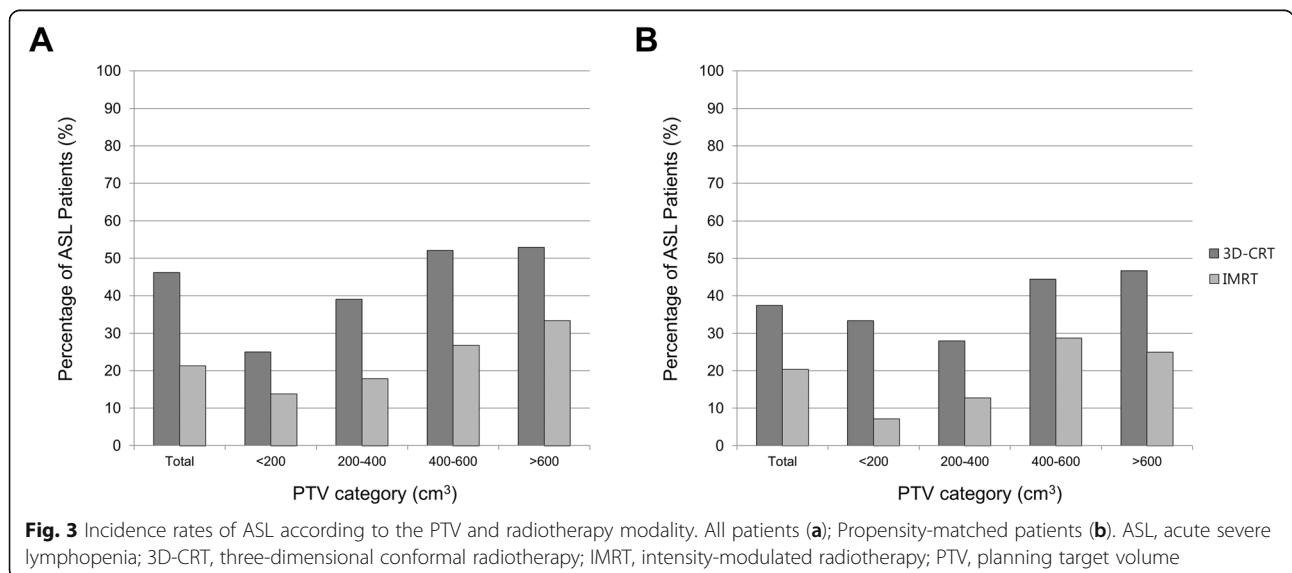 A
Percentage of ASL Patients (%)
100
90
80
70
60
50
40
30
20
10
0
Total <200 200-400 400-600 >600
PTV category (cm³)
B
Percentage of ASL Patients (%)
100
90
80
70
60
50
40
30
20
10
0
Total <200 200-400 400-600 >600
PTV category (cm³)
3D-CRT
IMRT
Fig. 3 Incidence rates of ASL according to the PTV and radiotherapy modality. All patients (a); Propensity-matched patients (b). ASL, acute severe
lymphopenia; 3D-CRT, three-dimensional conformal radiotherapy; IMRT, intensity-modulated radiotherapy; PTV, planning target volume